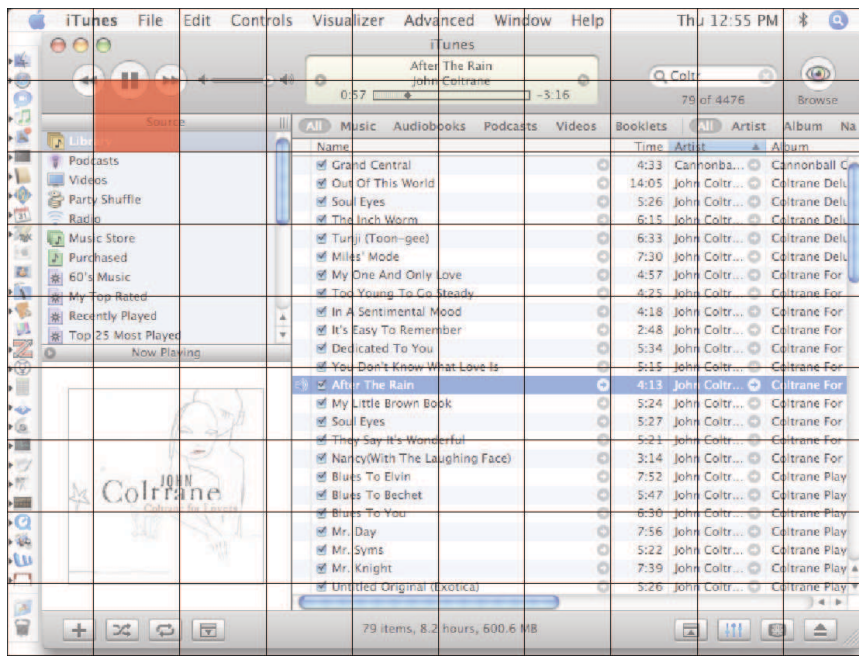 iTunes File Edit Controls Visualizer Advanced Window Help Thu 12:55 PM
iTunes
After The Rain
John Coltrane
0:57 -3:16
Coltr
79 of 4476
Browse
Source
Library
Podcasts
Videos
Party Shuffle
Radio
Music Store
Purchased
60's Music
My Top Rated
Recently Played
Top 25 Most Played
Now Playing
JOHN
Coltrane
Coltrane for Lovers
All Music Audiobooks Podcasts Videos Booklets All Artist Album Na
Name Time Artist Album
Grand Central 4:33 Cannonba... Cannonball C
Out Of This World 14:05 John Coltr... Coltrane Delu
Soul Eyes 5:26 John Coltr... Coltrane Delu
The Inch Worm 6:15 John Coltr... Coltrane Delu
Tunji (Toon-gee) 6:33 John Coltr... Coltrane Delu
Miles' Mode 7:30 John Coltr... Coltrane Delu
My One And Only Love 4:57 John Coltr... Coltrane For
Too Young To Go Steady 4:25 John Coltr... Coltrane For
In A Sentimental Mood 4:18 John Coltr... Coltrane For
It's Easy To Remember 2:48 John Coltr... Coltrane For
Dedicated To You 5:34 John Coltr... Coltrane For
You Don't Know What Love Is 5:15 John Coltr... Coltrane For
After The Rain 4:13 John Coltr... Coltrane For
My Little Brown Book 5:24 John Coltr... Coltrane For
Soul Eyes 5:27 John Coltr... Coltrane For
They Say It's Wonderful 5:21 John Coltr... Coltrane For
Nancy(With The Laughing Face) 3:14 John Coltr... Coltrane For
Blues To Elvin 7:52 John Coltr... Coltrane Play
Blues To Bechet 5:47 John Coltr... Coltrane Play
Blues To You 6:30 John Coltr... Coltrane Play
Mr. Day 7:56 John Coltr... Coltrane Play
Mr. Syms 5:22 John Coltr... Coltrane Play
Mr. Knight 7:39 John Coltr... Coltrane Play
Untitled Original (Exotica) 5:26 John Coltr... Coltrane Play
79 items, 8.2 hours, 600.6 MB